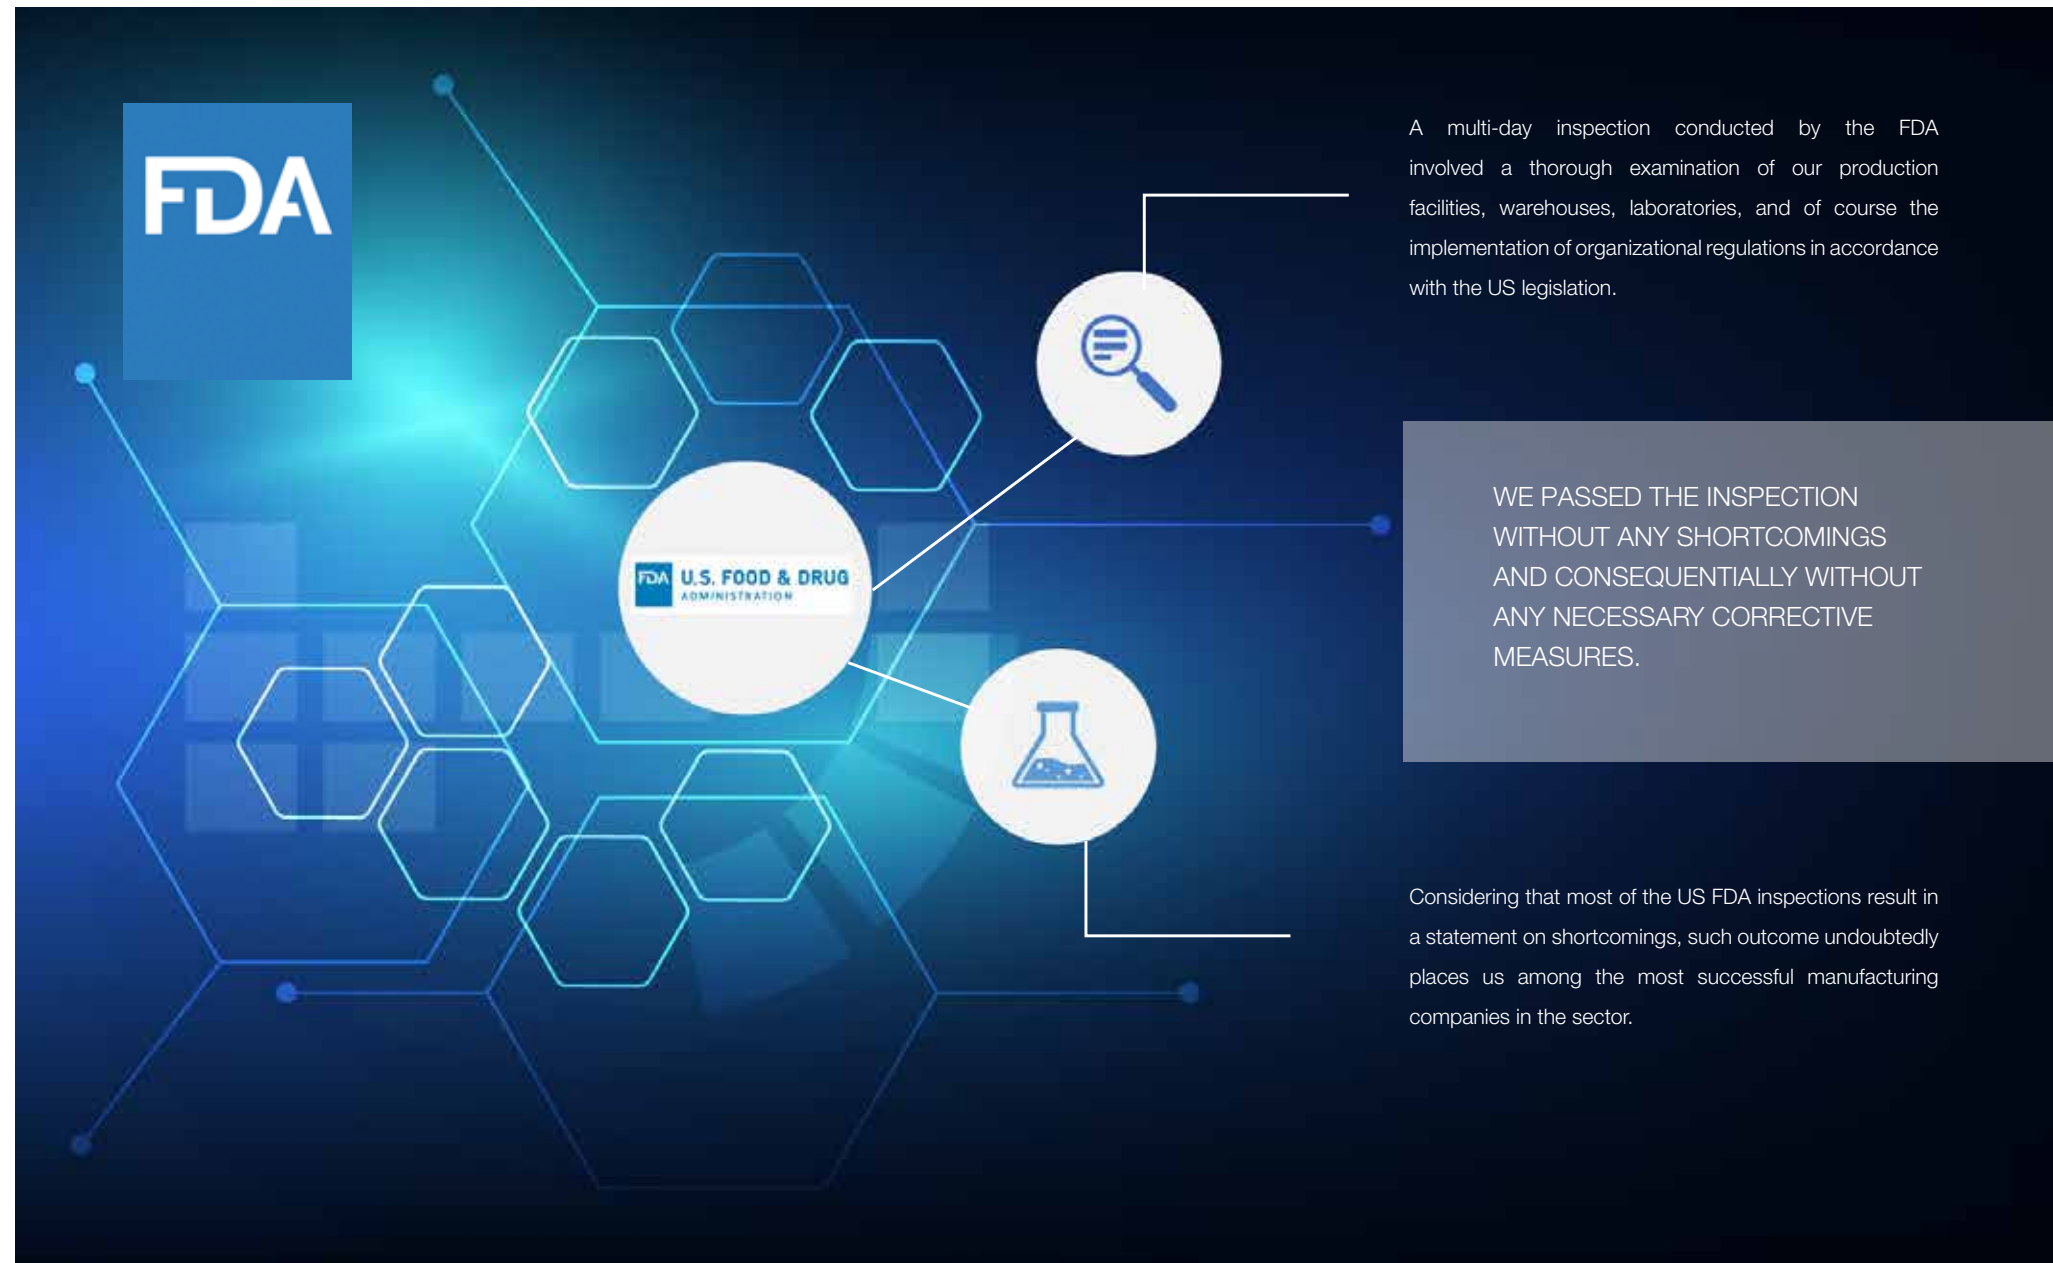 FDA
A multi-day inspection conducted by the FDA
involved a thorough examination of our production
facilities, warehouses, laboratories, and of course the
implementation of organizational regulations in accordance
with the US legislation.
WE PASSED THE INSPECTION
WITHOUT ANY SHORTCOMINGS
AND CONSEQUENTIALLY WITHOUT
ANY NECESSARY CORRECTIVE
MEASURES.
FDA U.S. FOOD & DRUG
ADMINISTRATION
Considering that most of the US FDA inspections result in
a statement on shortcomings, such outcome undoubtedly
places us among the most successful manufacturing
companies in the sector.